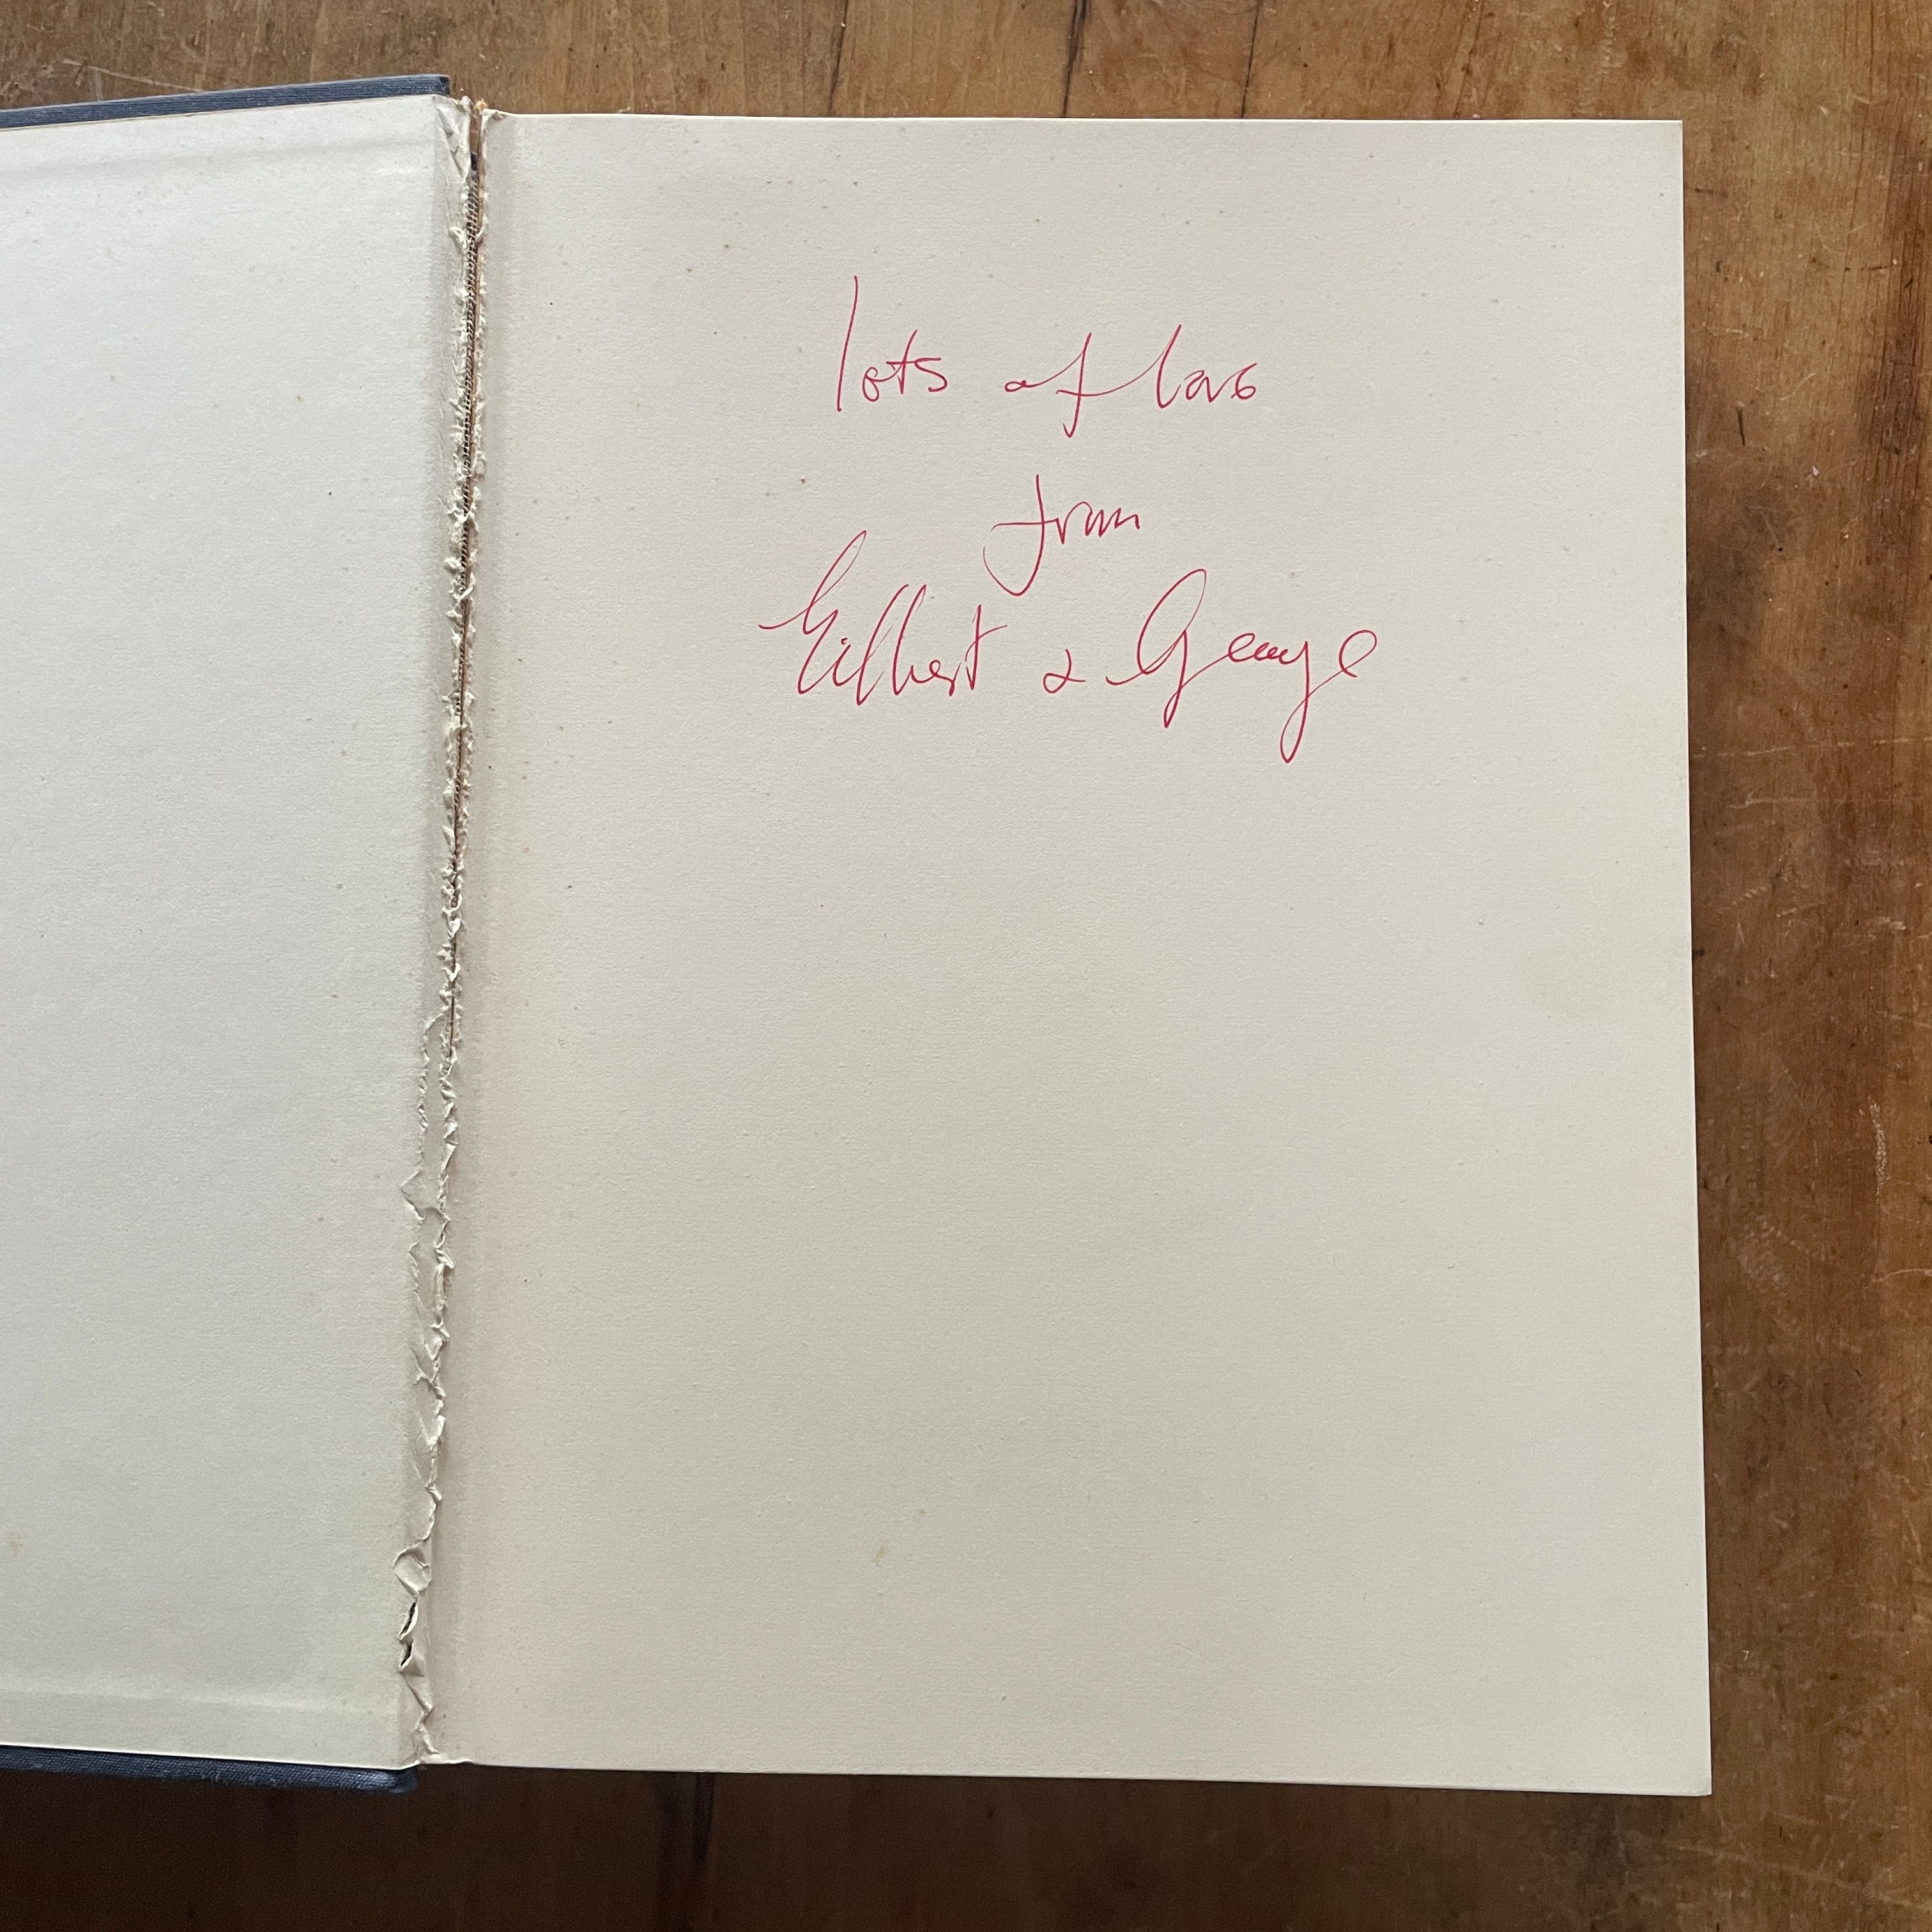 lots of love
from
Gilbert & George